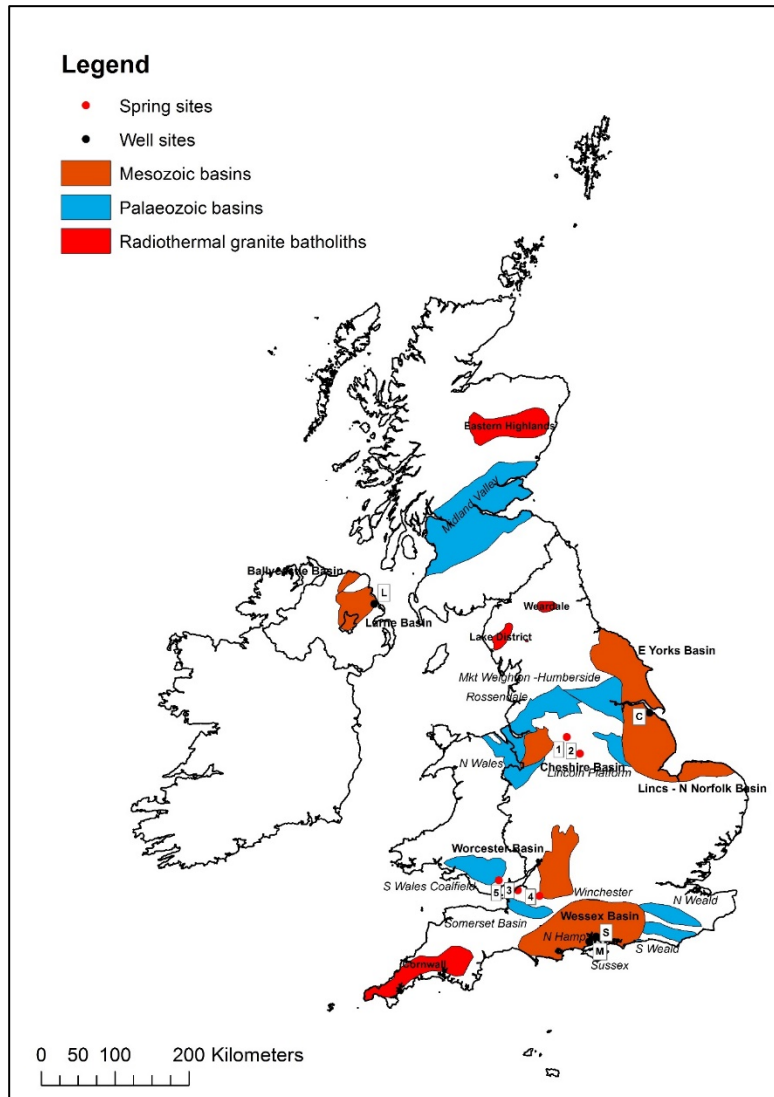 Legend
Spring sites
Well sites
Mesozoic basins
Palaeozoic basins
Radiothermal granite batholiths
Eastern Highlands
Midland Valley
L
Larne Basin
Weardale
Lake District
E Yorks Basin
Mkt Weighton -Humberside
Rossendale
C
1
2
N Wales
Cheshire Basin
Lincoln Platform
Lincs - N Norfolk Basin
Worcester Basin
S Wales Coalfield
5
3
4
Winchester
N Weald
Somerset Basin
Wessex Basin
N Hamp
S
M
S Weald
Sussex
Cornwall
0 50 100 200 Kilometers